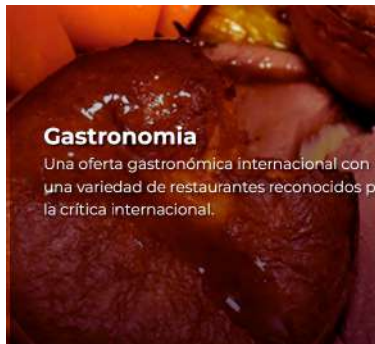 Gastronomia
Una oferta gastronómica internacional con
una variedad de restaurantes reconocidos p
la crítica internacional.